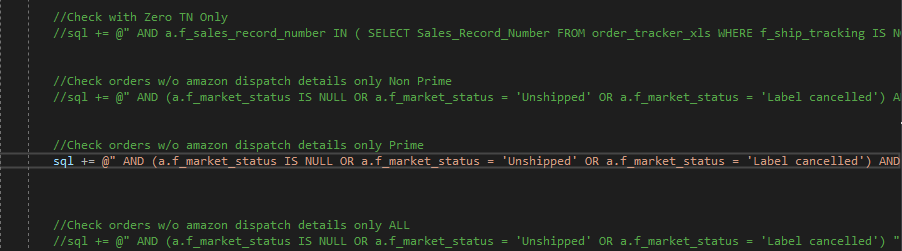 //Check with Zero TN Only
//sql += @" AND a.f_sales_record_number IN ( SELECT Sales_Record_Number FROM order_tracker_xls WHERE f_ship_tracking IS
//Check orders w/o amazon dispatch details only Non Prime
//sql += @" AND (a.f_market_status IS NULL OR a.f_market_status = 'Unshipped' OR a.f_market_status = 'Label cancelled')
//Check orders w/o amazon dispatch details only Prime
sql += @" AND (a.f_market_status IS NULL OR a.f_market_status = 'Unshipped' OR a.f_market_status = 'Label cancelled') AND
//Check orders w/o amazon dispatch details only ALL
//sql += @" AND (a.f_market_status IS NULL OR a.f_market_status = 'Unshipped' OR a.f_market_status = 'Label cancelled') "